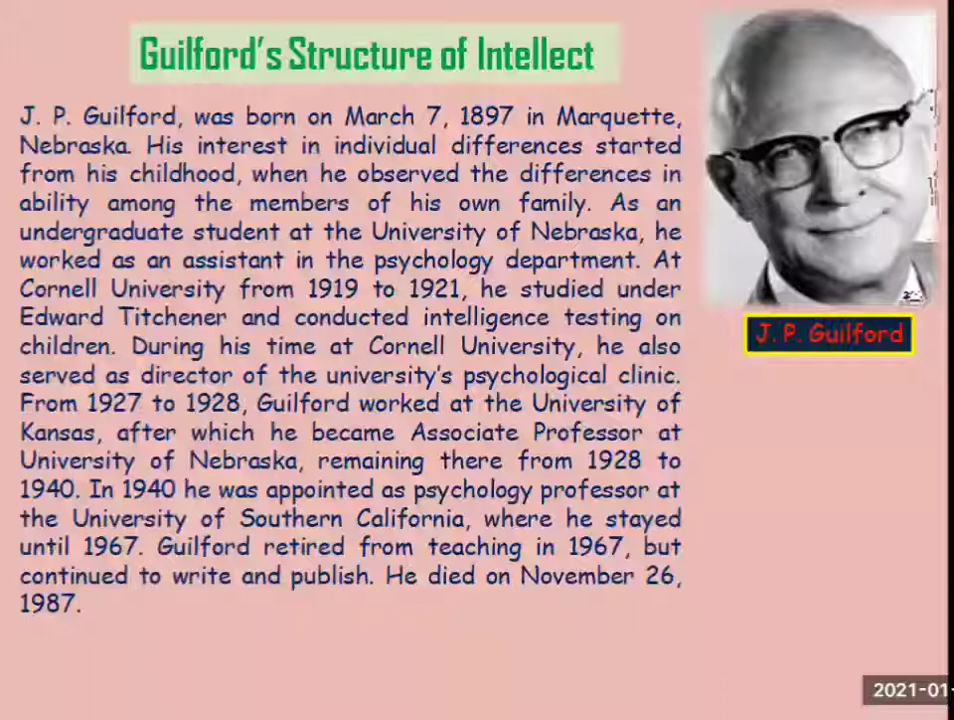 Guilford's Structure of Intellect
J. P. Guilford, was born on March 7, 1897 in Marquette,
Nebraska. His interest in individual differences started
from his childhood, when he observed the differences in
ability among the members of his own family. As an
undergraduate student at the University of Nebraska, he
worked as an assistant in the psychology department. At
Cornell University from 1919 to 1921, he studied under
Edward Titchener and conducted intelligence testing on
children. During his time at Cornell University, he also
served as director of the university's psychological clinic.
From 1927 to 1928, Guilford worked at the University of
Kansas, after which he became Associate Professor at
University of Nebraska, remaining there from 1928 to
1940. In 1940 he was appointed as psychology professor at
the University of Southern California, where he stayed
until 1967. Guilford retired from teaching in 1967, but
continued to write and publish. He died on November 26,
1987.
J. P. Guilford
2021-01-